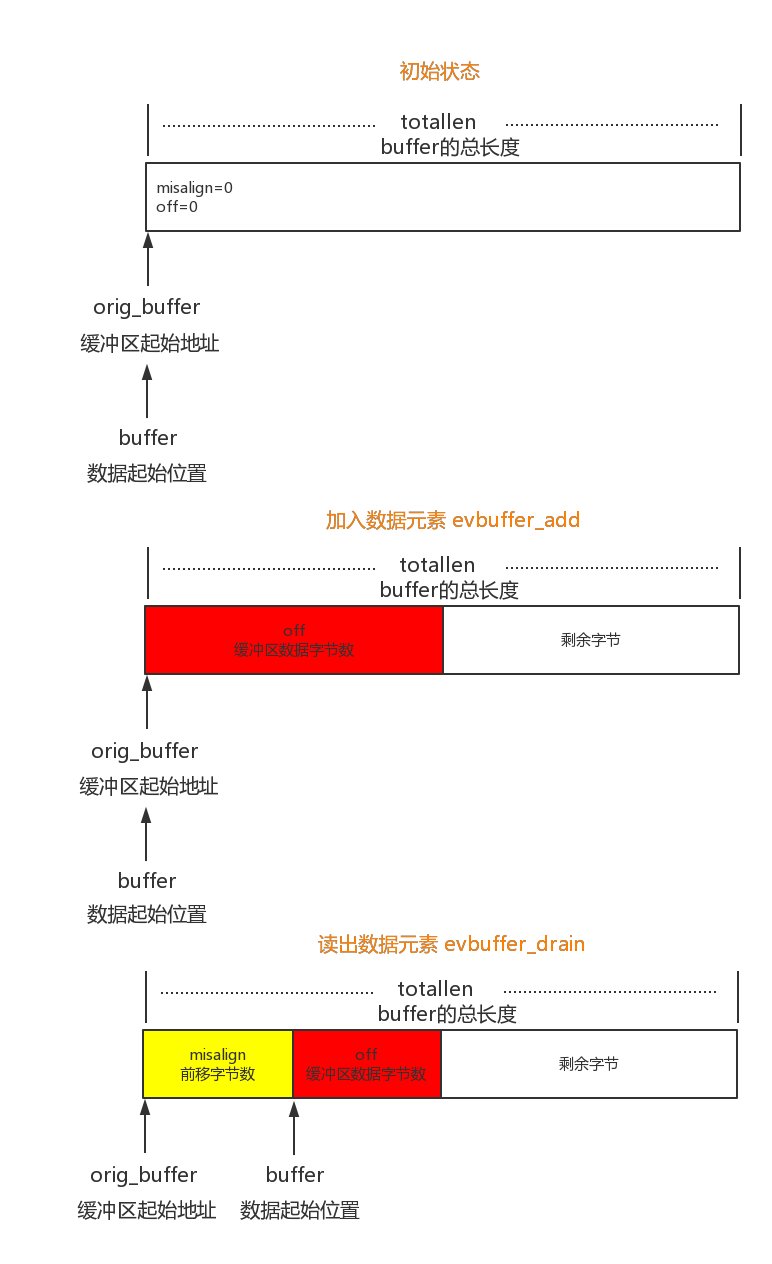 初始状态
totallen
buffer的总长度
misalign=0
off=0
orig_buffer
缓冲区起始地址
buffer
数据起始位置
加入数据元素 evbuffer_add
totallen
buffer的总长度
off
缓冲区数据字节数
剩余字节
orig_buffer
缓冲区起始地址
buffer
数据起始位置
读出数据元素 evbuffer_drain
totallen
buffer的总长度
misalign
前移字节数
off
缓冲区数据字节数
剩余字节
orig_buffer
缓冲区起始地址
buffer
数据起始位置